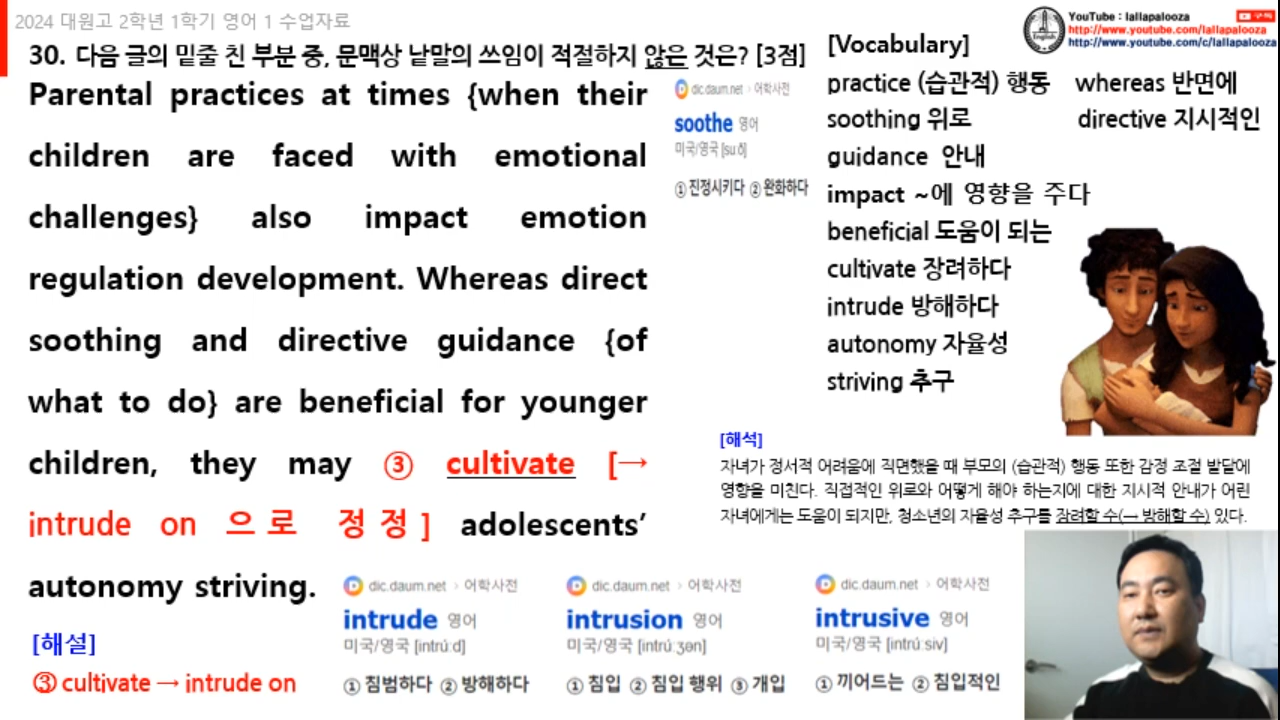 2024 대원고 2학년 1학기 영어 1 수업자료
YouTube : lallapalooza
http://www.youtube.com/lallapalooza
http://www.youtube.com/c/lallapalooza
30. 다음 글의 밑줄 친 부분 중, 문맥상 낱말의 쓰임이 적절하지 않은 것은? [3점]
Parental practices at times {when their
children are faced with emotional
challenges} also impact emotion
regulation development. Whereas direct
soothing and directive guidance {of
what to do} are beneficial for younger
children, they may ③ cultivate [→
intrude on 으로 정정] adolescents’
autonomy striving.
[해설]
③ cultivate → intrude on
dic.daum.net › 어학사전
soothe 영어
미국/영국 [su:ð]
① 진정시키다 ② 완화하다
[Vocabulary]
practice (습관적) 행동 whereas 반면에
soothing 위로 directive 지시적인
guidance 안내
impact ~에 영향을 주다
beneficial 도움이 되는
cultivate 장려하다
intrude 방해하다
autonomy 자율성
striving 추구
[해석]
자녀가 정서적 어려움에 직면했을 때 부모의 (습관적) 행동 또한 감정 조절 발달에
영향을 미친다. 직접적인 위로와 어떻게 해야 하는지에 대한 지시적 안내가 어린
자녀에게는 도움이 되지만, 청소년의 자율성 추구를 장려할 수(→ 방해할 수) 있다.
dic.daum.net › 어학사전
intrude 영어
미국/영국 [intrú:d]
① 침범하다 ② 방해하다
dic.daum.net › 어학사전
intrusion 영어
미국/영국 [intrú:ʒən]
① 침입 ② 침입 행위 ③ 개입
dic.daum.net › 어학사전
intrusive 영어
미국/영국 [intrú:siv]
① 끼어드는 ② 침입적인